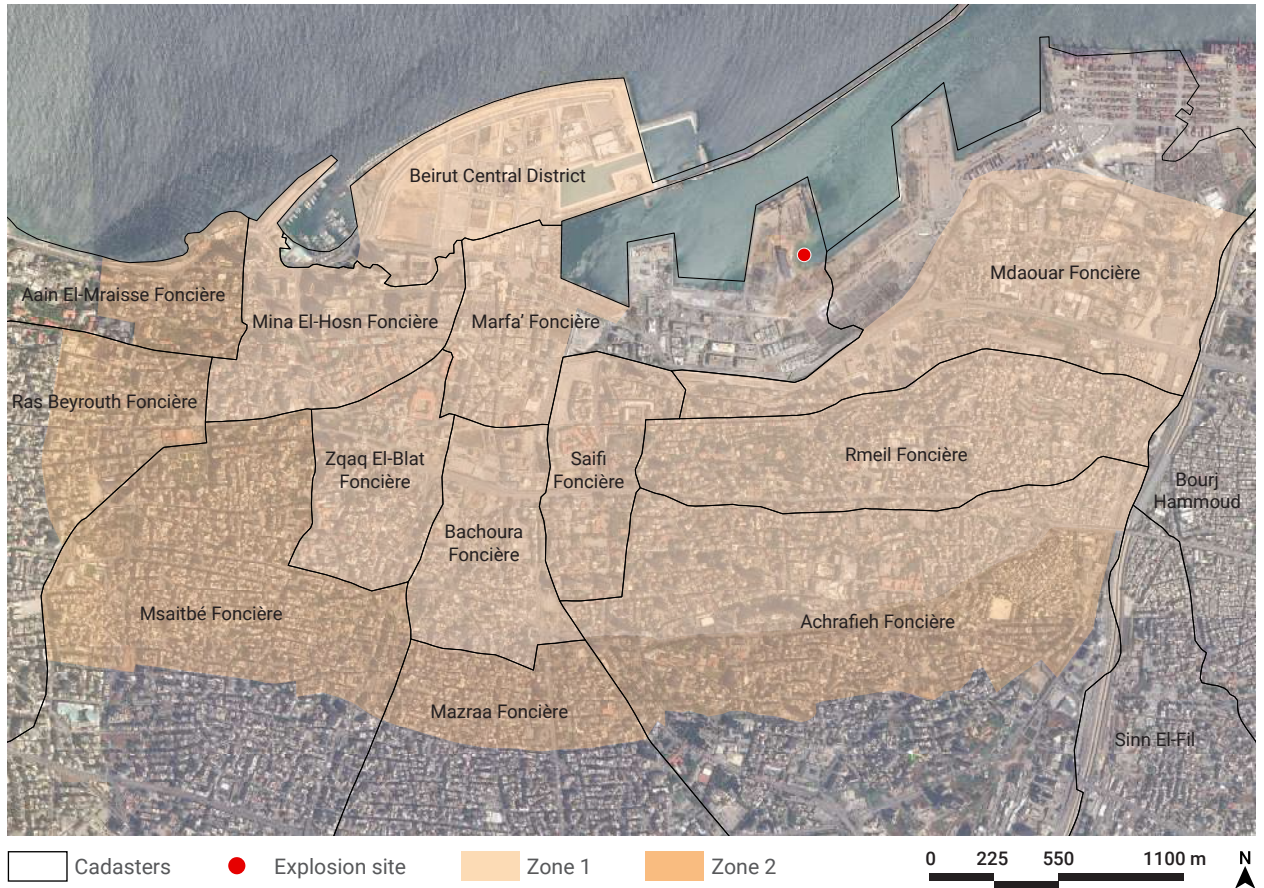 Beirut Central District
Aain El-Mraisse Foncière
Mina El-Hosn Foncière
Marfa’ Foncière
Mdaouar Foncière
Ras Beyrouth Foncière
Zqaq El-Blat
Foncière
Saifi
Foncière
Rmeil Foncière
Bourj
Hammoud
Bachoura
Foncière
Msaitbé Foncière
Achrafieh Foncière
Mazraa Foncière
Sinn El-Fil
Cadasters
Explosion site
Zone 1
Zone 2
0 225 550 1100 m
N